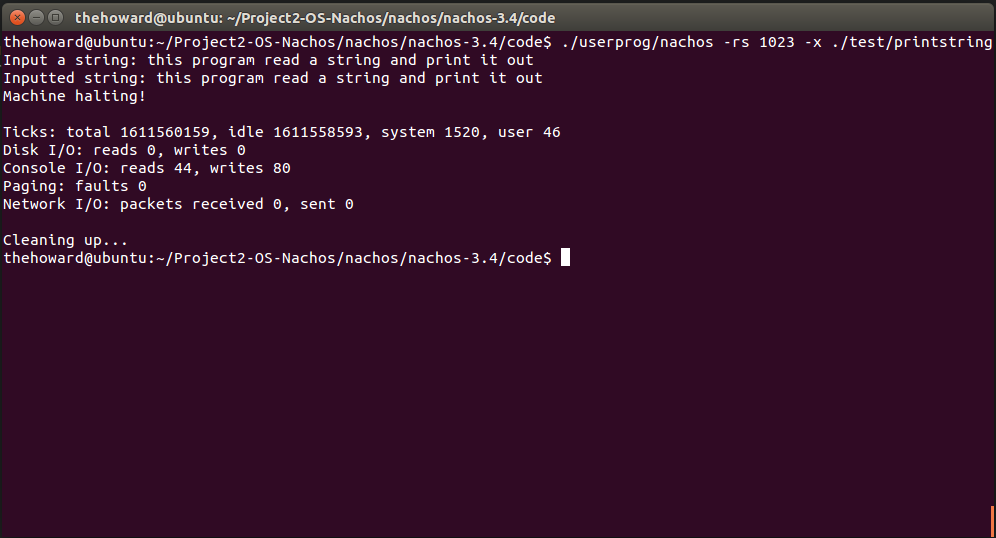 thehoward@ubuntu: ~/Project2-OS-Nachos/nachos/nachos-3.4/code
thehoward@ubuntu:~/Project2-OS-Nachos/nachos/nachos-3.4/code$ ./userprog/nachos -rs 1023 -x ./test/printstring
Input a string: this program read a string and print it out
Inputted string: this program read a string and print it out
Machine halting!
Ticks: total 1611560159, idle 1611558593, system 1520, user 46
Disk I/O: reads 0, writes 0
Console I/O: reads 44, writes 80
Paging: faults 0
Network I/O: packets received 0, sent 0
Cleaning up...
thehoward@ubuntu:~/Project2-OS-Nachos/nachos/nachos-3.4/code$